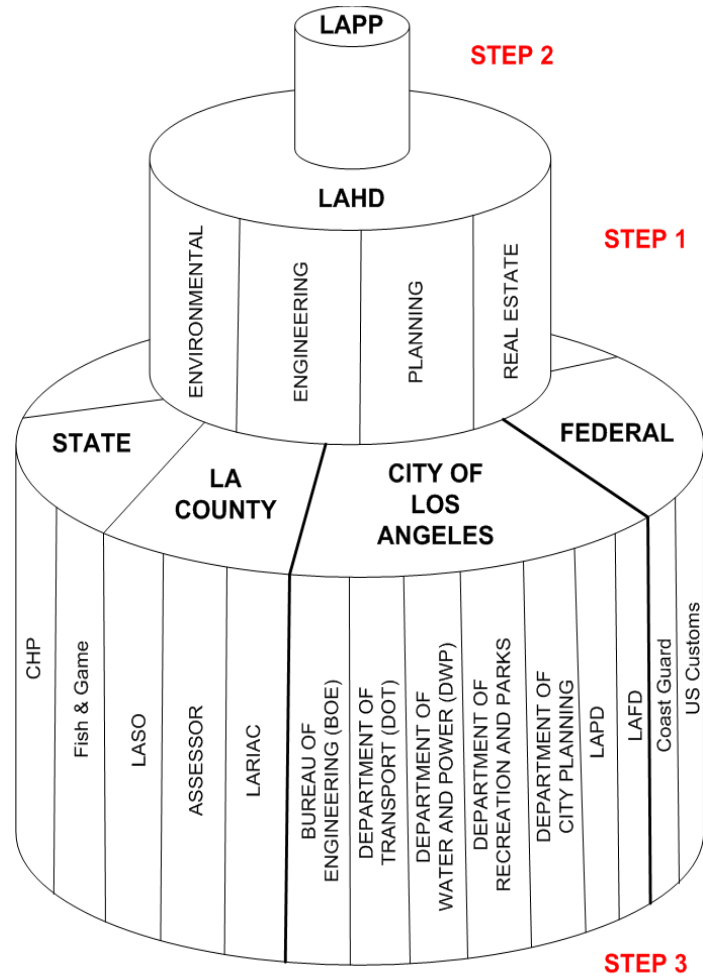 LAPP
STEP 2
LAHD
STEP 1
ENVIRONMENTAL
ENGINEERING
PLANNING
REAL ESTATE
STATE
LA
COUNTY
CITY OF
LOS
ANGELES
FEDERAL
CHP
Fish & Game
LASO
ASSESSOR
LARIAC
BUREAU OF
ENGINEERING (BOE)
DEPARTMENT OF
TRANSPORT (DOT)
DEPARTMENT OF
WATER AND POWER (DWP)
DEPARTMENT OF
RECREATION AND PARKS
DEPARTMENT OF
CITY PLANNING
LAPD
LAFD
Coast Guard
US Customs
STEP 3